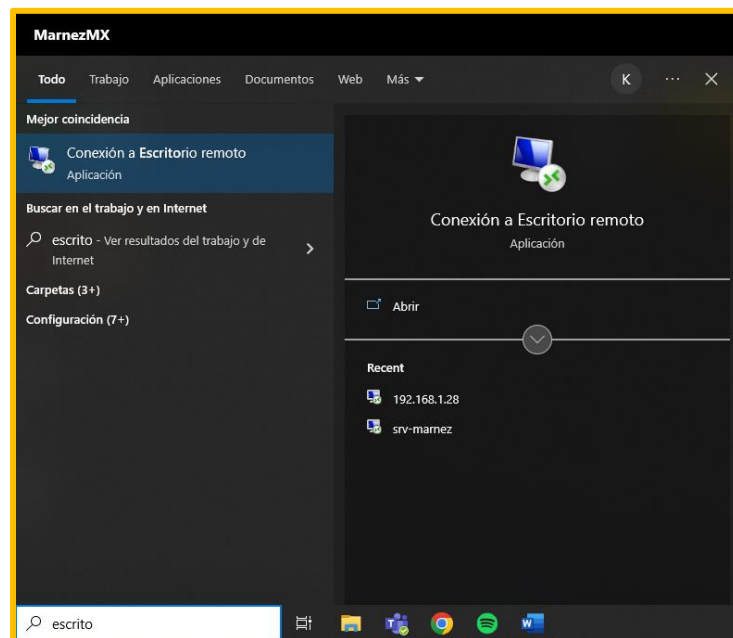 MarnezMX
Todo Trabajo Aplicaciones Documentos Web Más K ...
Mejor coincidencia
Conexión a Escritorio remoto
Aplicación
Buscar en el trabajo y en Internet
escrito - Ver resultados del trabajo y de
Internet
Carpetas (3+)
Configuración (7+)
Conexión a Escritorio remoto
Aplicación
Abrir
Recent
192.168.1.28
srv-marnez
escrito